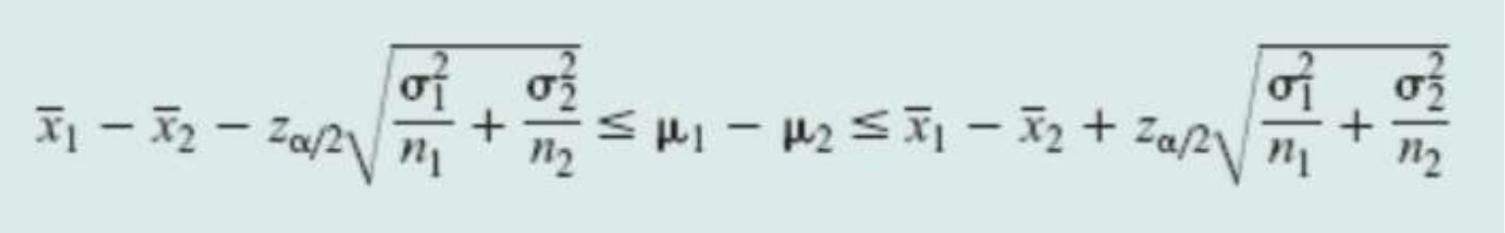 x̄₁ − x̄₂ − z_{α/2}√(σ₁²/n₁ + σ₂²/n₂) ≤ μ₁ − μ₂ ≤ x̄₁ − x̄₂ + z_{α/2}√(σ₁²/n₁ + σ₂²/n₂)